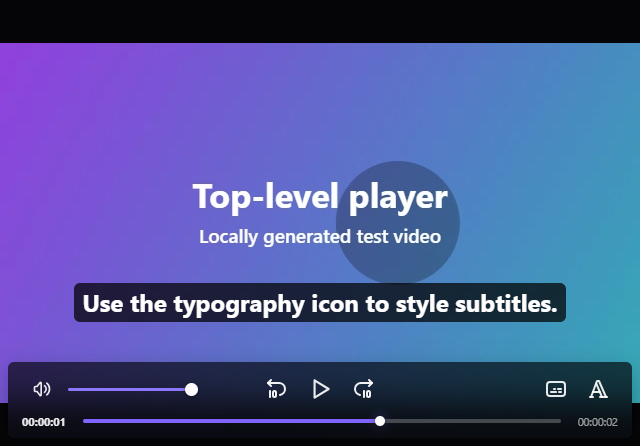 Top-level player
Locally generated test video
Use the typography icon to style subtitles.
10
10
00:00:01
00:00:02